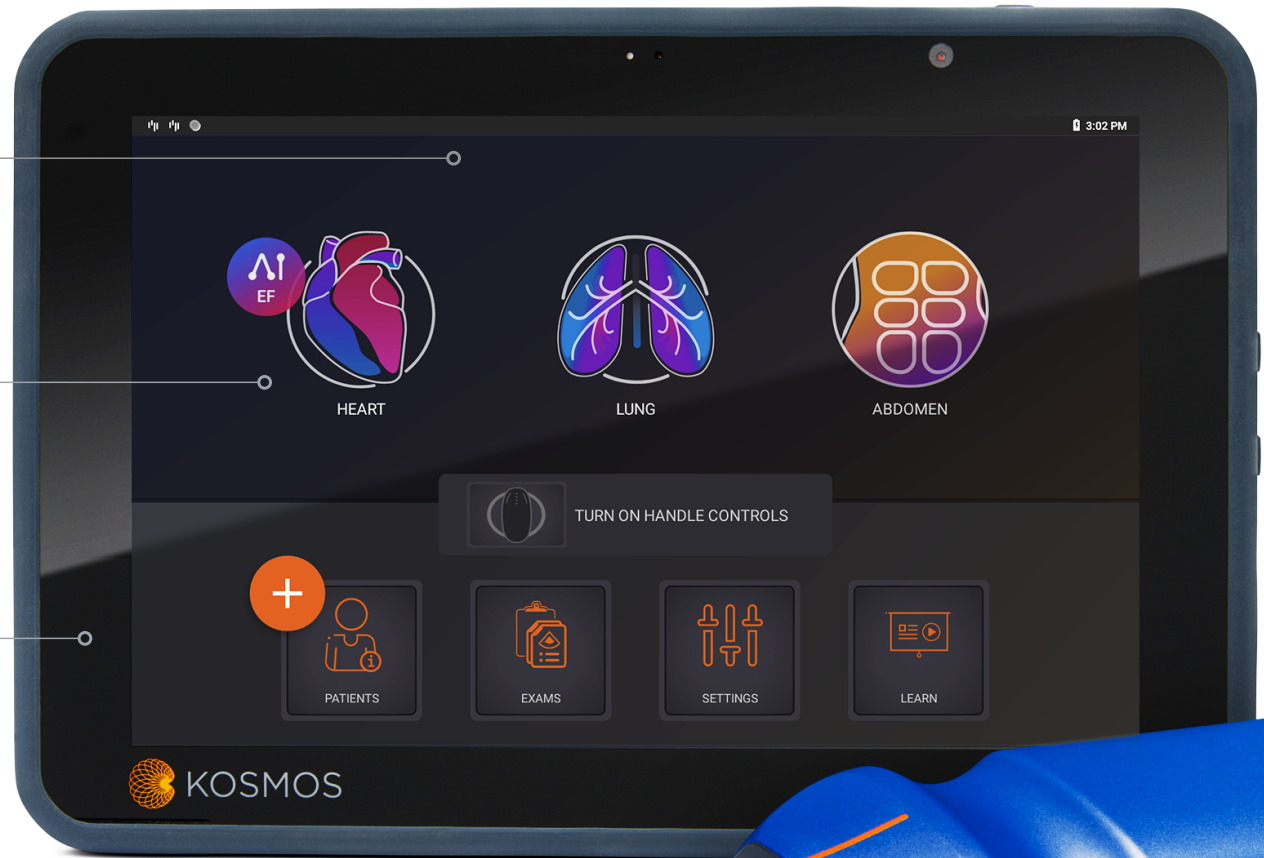 3:02 PM
AI
EF
HEART
LUNG
ABDOMEN
TURN ON HANDLE CONTROLS
PATIENTS
EXAMS
SETTINGS
LEARN
KOSMOS